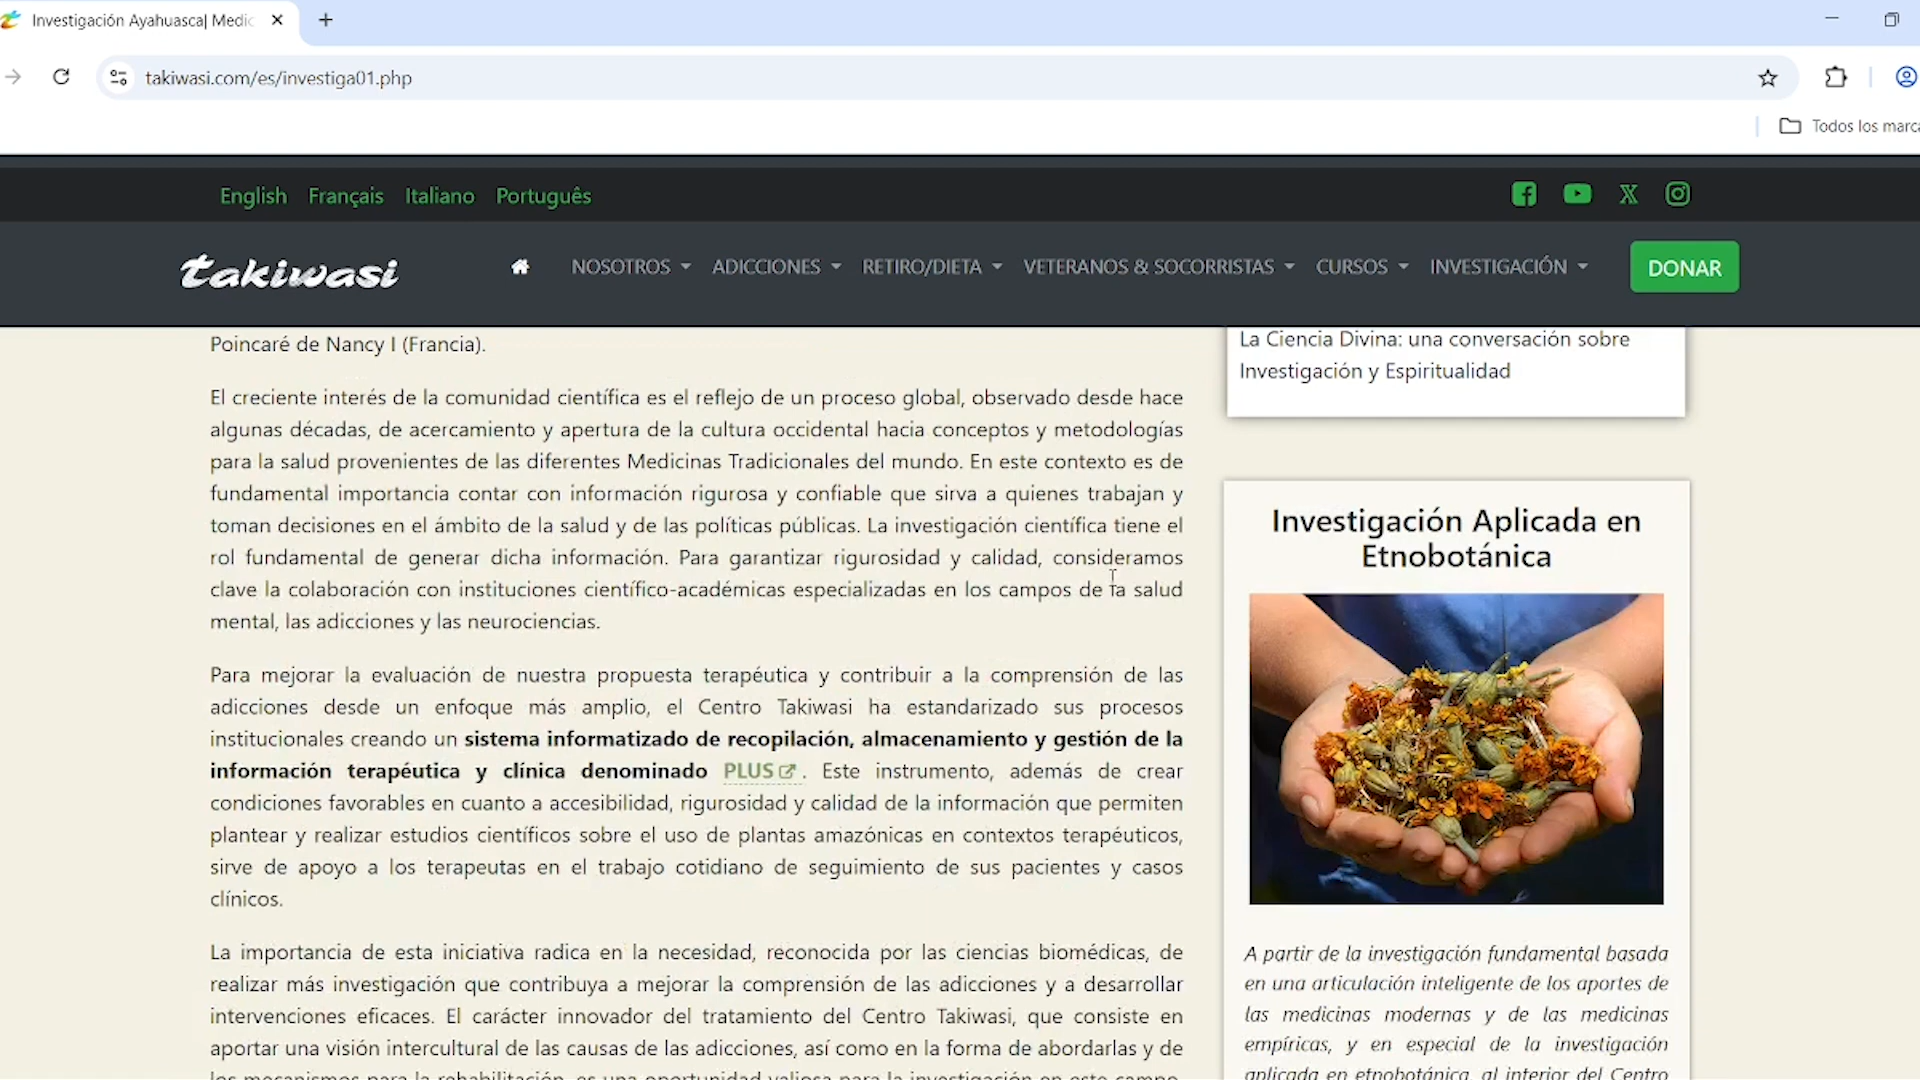 Investigación Ayahuasca| Medic
takiwasi.com/es/investiga01.php
Todos los marca
English Français Italiano Português
takiwasi
NOSOTROS ADICCIONES RETIRO/DIETA VETERANOS & SOCORRISTAS CURSOS INVESTIGACIÓN DONAR
Poincaré de Nancy I (Francia).
El creciente interés de la comunidad científica es el reflejo de un proceso global, observado desde hace
algunas décadas, de acercamiento y apertura de la cultura occidental hacia conceptos y metodologías
para la salud provenientes de las diferentes Medicinas Tradicionales del mundo. En este contexto es de
fundamental importancia contar con información rigurosa y confiable que sirva a quienes trabajan y
toman decisiones en el ámbito de la salud y de las políticas públicas. La investigación científica tiene el
rol fundamental de generar dicha información. Para garantizar rigurosidad y calidad, consideramos
clave la colaboración con instituciones científico-académicas especializadas en los campos de la salud
mental, las adicciones y las neurociencias.
Para mejorar la evaluación de nuestra propuesta terapéutica y contribuir a la comprensión de las
adicciones desde un enfoque más amplio, el Centro Takiwasi ha estandarizado sus procesos
institucionales creando un sistema informatizado de recopilación, almacenamiento y gestión de la
información terapéutica y clínica denominado PLUS. Este instrumento, además de crear
condiciones favorables en cuanto a accesibilidad, rigurosidad y calidad de la información que permiten
plantear y realizar estudios científicos sobre el uso de plantas amazónicas en contextos terapéuticos,
sirve de apoyo a los terapeutas en el trabajo cotidiano de seguimiento de sus pacientes y casos
clínicos.
La importancia de esta iniciativa radica en la necesidad, reconocida por las ciencias biomédicas, de
realizar más investigación que contribuya a mejorar la comprensión de las adicciones y a desarrollar
intervenciones eficaces. El carácter innovador del tratamiento del Centro Takiwasi, que consiste en
aportar una visión intercultural de las causas de las adicciones, así como en la forma de abordarlas y de
los mecanismos para la rehabilitación, es una oportunidad valiosa para la investigación en este campo.
La Ciencia Divina: una conversación sobre
Investigación y Espiritualidad
Investigación Aplicada en
Etnobotánica
A partir de la investigación fundamental basada
en una articulación inteligente de los aportes de
las medicinas modernas y de las medicinas
empíricas, y en especial de la investigación
aplicada en etnobotánica, al interior del Centro